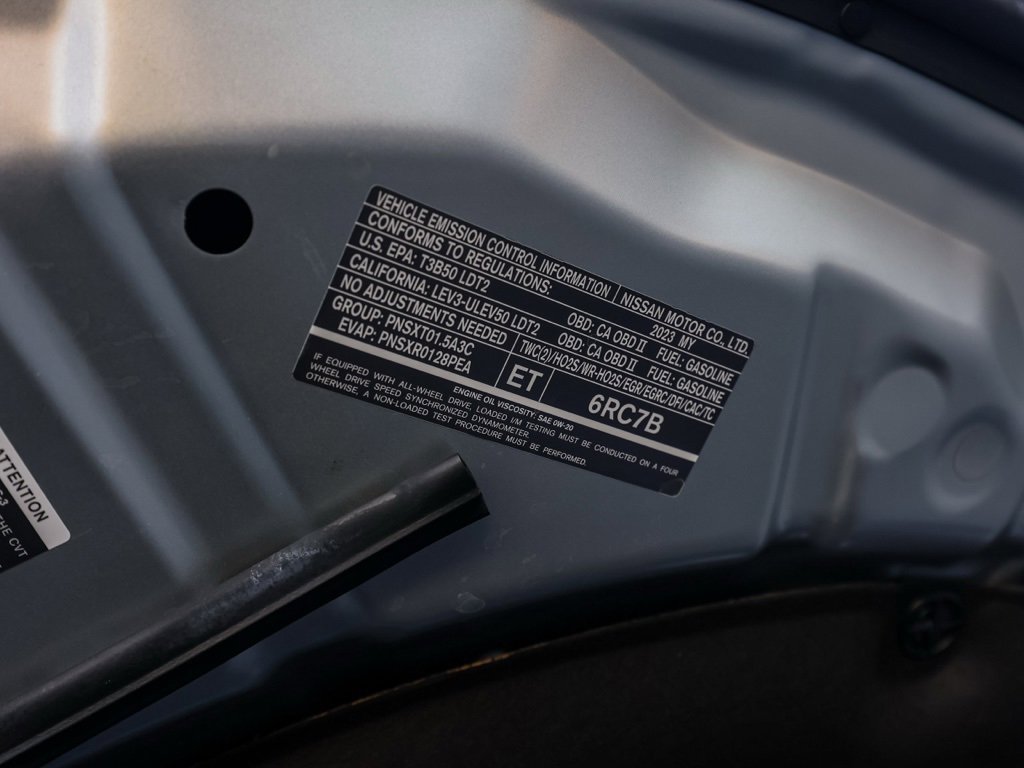 VEHICLE EMISSION CONTROL INFORMATION NISSAN MOTOR CO., LTD.
CONFORMS TO REGULATIONS: 2023 MY
U.S. EPA: T3B50 LDT2 OBD: CA OBD II FUEL: GASOLINE
CALIFORNIA: LEV3-ULEV50 LDT2 OBD: CA OBD II FUEL: GASOLINE
NO ADJUSTMENTS NEEDED TWC(2)/HO2S/WR-HO2S/EGR/EGRC/DFI/CAC/TC
GROUP: PNSXT01.5A3C
EVAP: PNSXR0128PEA
ET
6RC7B
ENGINE OIL VISCOSITY: SAE 0W-20
IF EQUIPPED WITH ALL-WHEEL DRIVE, LOADED I/M TESTING MUST BE CONDUCTED ON A FOUR
WHEEL DRIVE SPEED SYNCHRONIZED DYNAMOMETER.
OTHERWISE, A NON-LOADED TEST PROCEDURE MUST BE PERFORMED.
ATTENTION
THE CVT